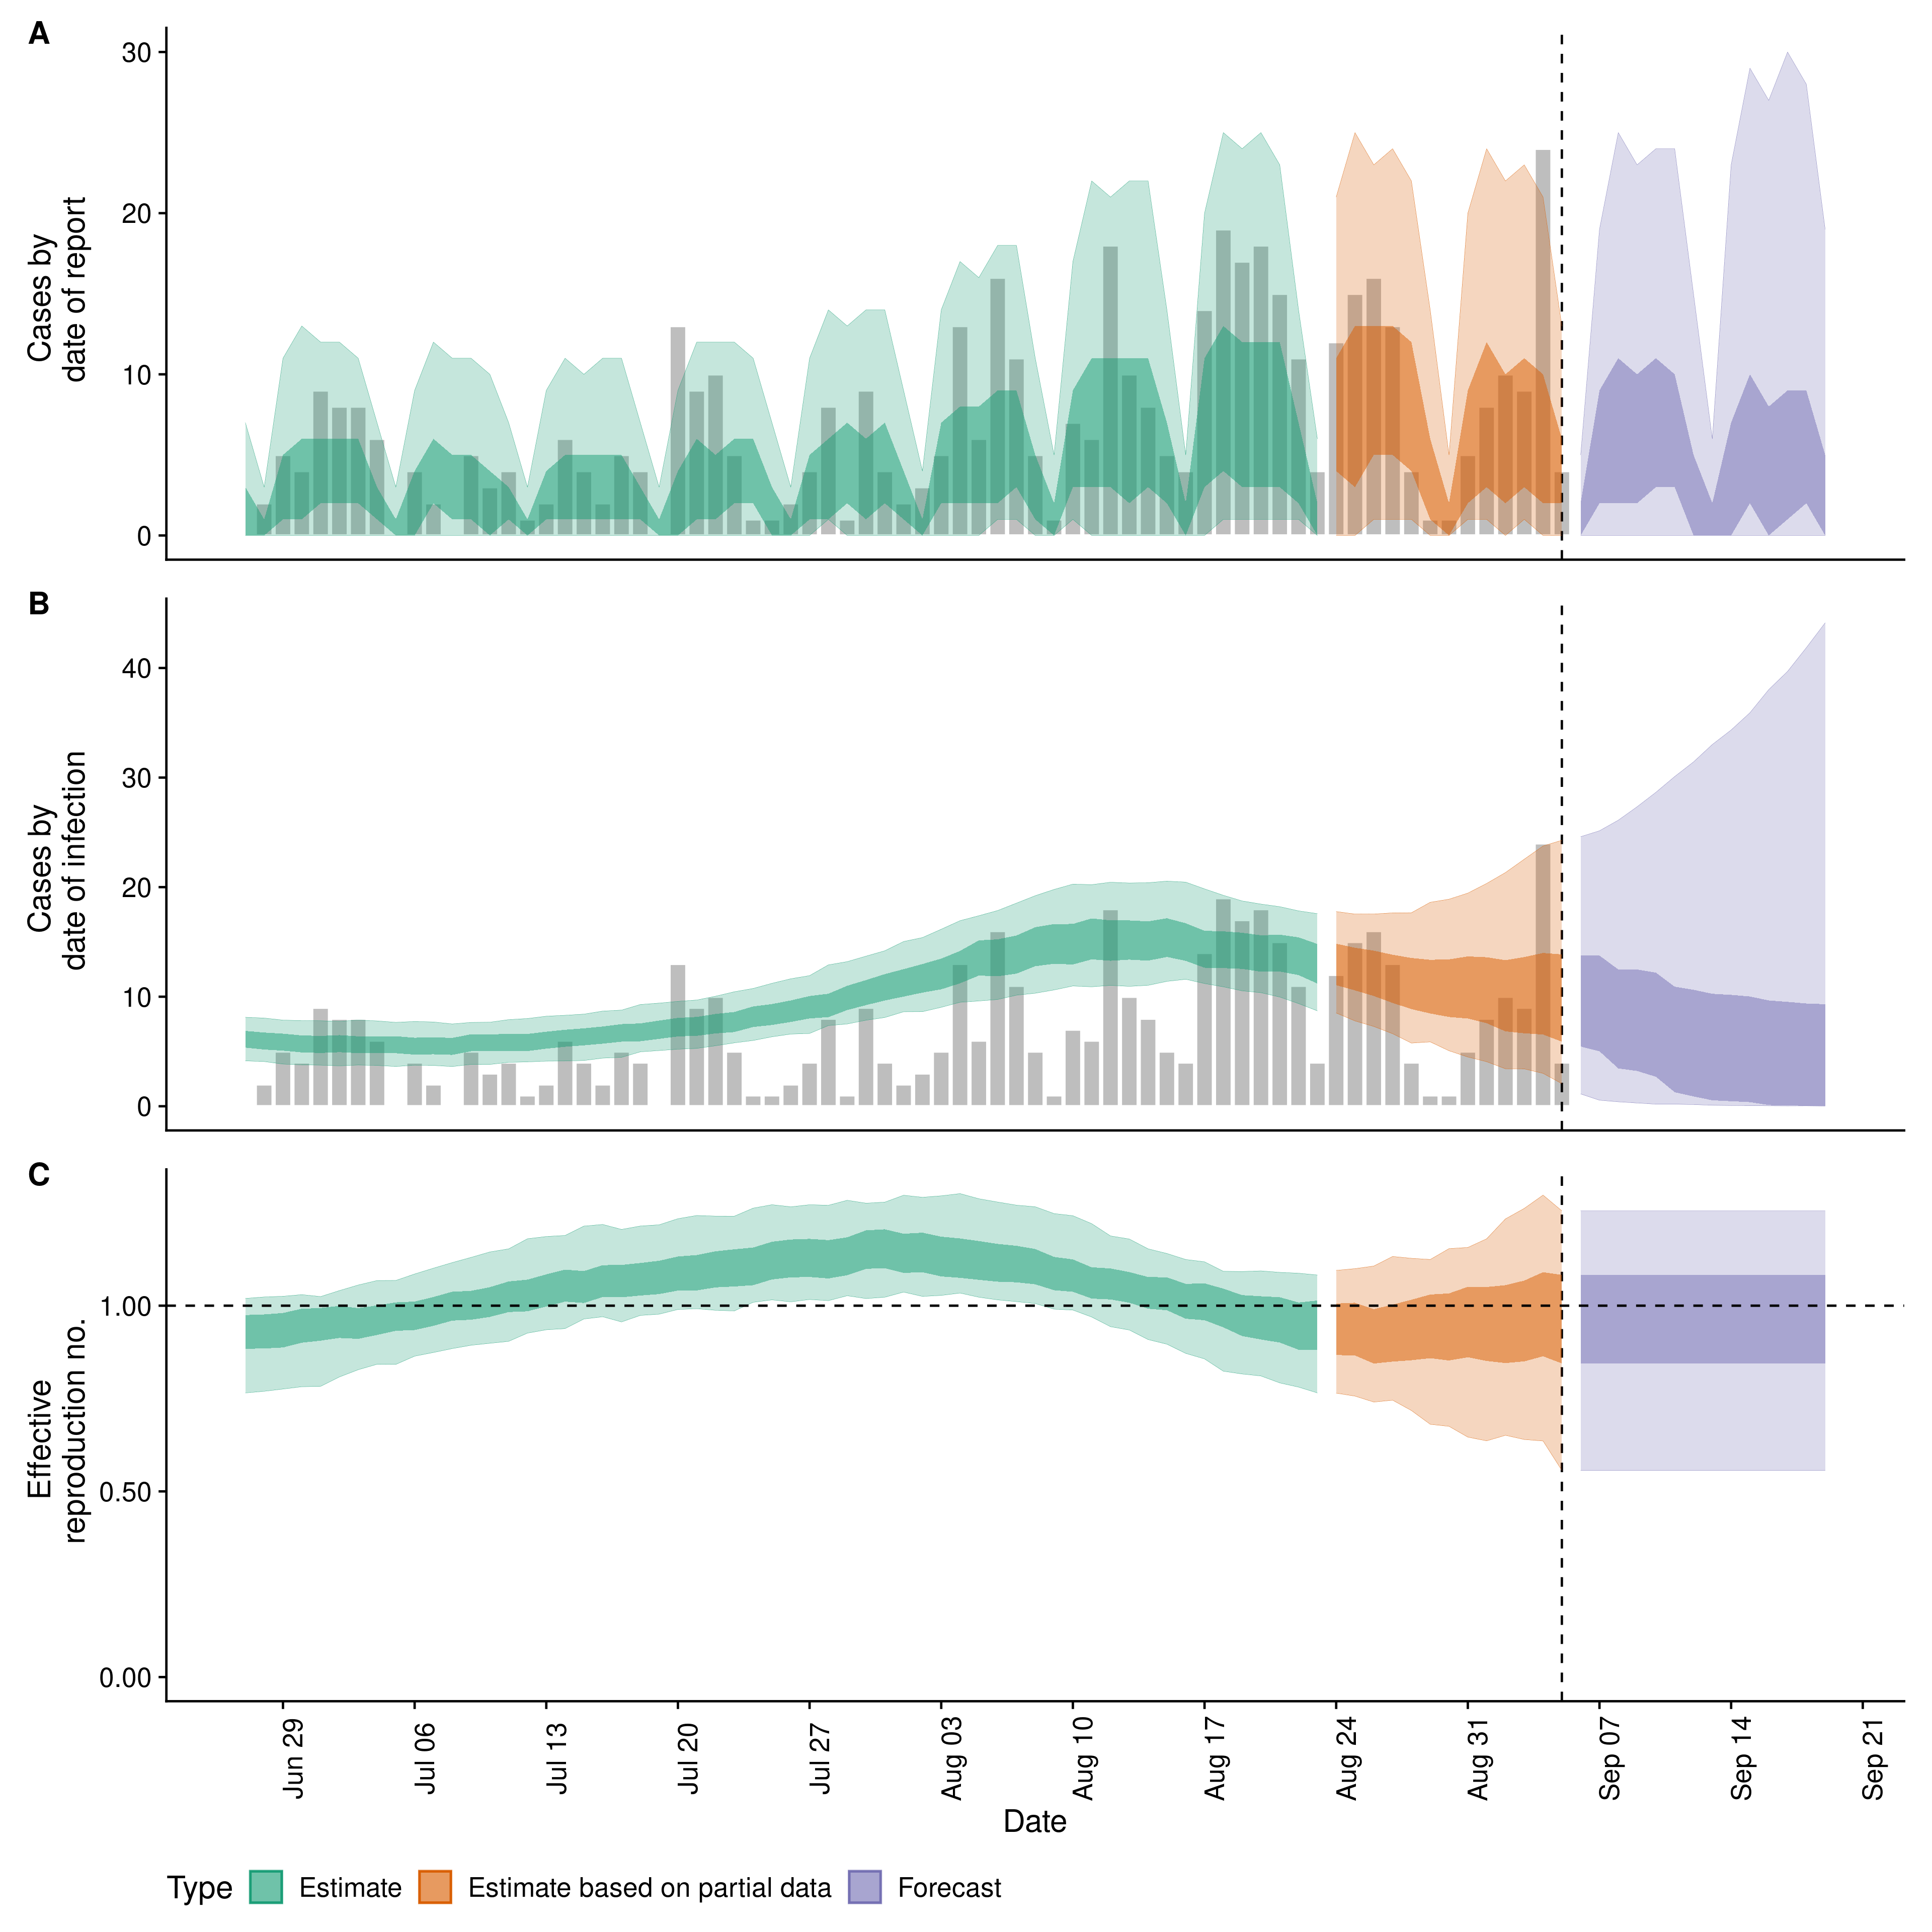 A
Cases by
date of report
30
20
10
0
B
Cases by
date of infection
40
30
20
10
0
C
Effective
reproduction no.
1.00
0.50
0.00
Jun 29
Jul 06
Jul 13
Jul 20
Jul 27
Aug 03
Aug 10
Aug 17
Aug 24
Aug 31
Sep 07
Sep 14
Sep 21
Date
Type
Estimate
Estimate based on partial data
Forecast